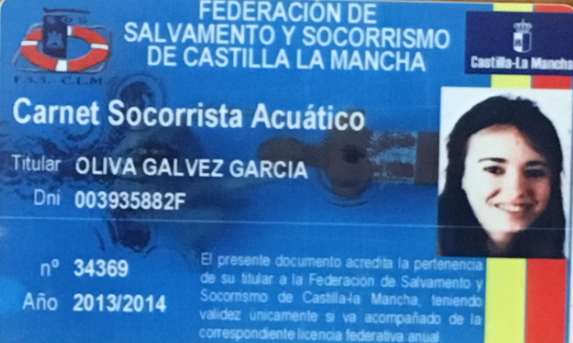 FEDERACIÓN DE
SALVAMENTO Y SOCORRISMO
DE CASTILLA LA MANCHA
F.S.S. - C.L.M.
Castilla-La Mancha
Carnet Socorrista Acuático
Titular OLIVA GALVEZ GARCIA
Dni 003935882F
nº 34369
Año 2013/2014
El presente documento acredita la pertenencia
de su titular a la Federación de Salvamento y
Socorrismo de Castilla-la Mancha, teniendo
validez únicamente si va acompañado de la
correspondiente licencia federativa anual